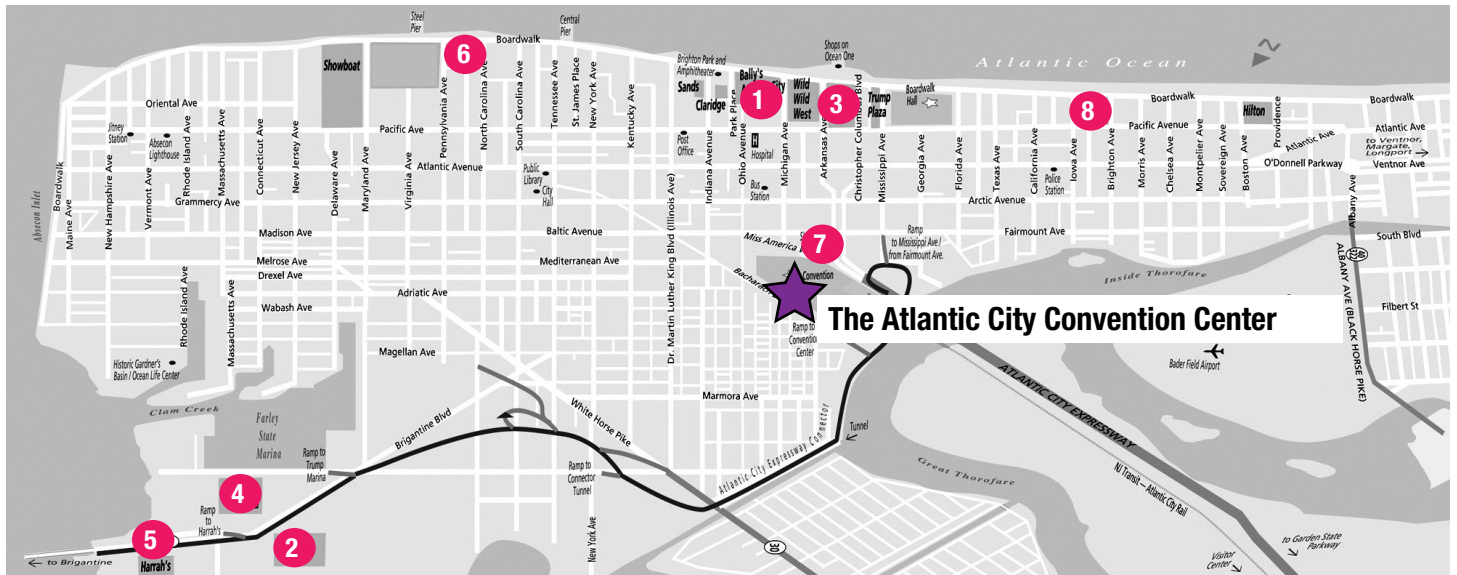 Steel
Pier
Central
Pier
6
Boardwalk
Showboat
Brighton Park and
Amphitheater
Sands
Claridge
Bally's
1
Wild
Wild
West
Shops on
Ocean One
3
Trump
Plaza
Boardwalk
Hall
Atlantic Ocean
N
8
Boardwalk
Hilton
Boardwalk
Oriental Ave
Jitney
Station
Absecon
Lighthouse
Pacific Ave
Atlantic Avenue
Pacific Avenue
Atlantic Ave
Atlantic Ave
to Ventnor,
Margate,
Longport
O'Donnell Parkway
Ventnor Ave
Absecon Inlet
Boardwalk
Maine Ave
New Hampshire Ave
Vermont Ave
Rhode Island Ave
Massachusetts Ave
Connecticut Ave
New Jersey Ave
Delaware Ave
Maryland Ave
Virginia Ave
Pennsylvania Ave
North Carolina Ave
South Carolina Ave
Tennessee Ave
St. James Place
New York Ave
Kentucky Ave
Dr. Martin Luther King Blvd (Illinois Ave)
Indiana Avenue
Park Place
Ohio Avenue
Michigan Ave
Arkansas Ave
Christopher Columbus Blvd
Mississippi Ave
Georgia Ave
Florida Ave
Texas Ave
California Ave
Iowa Ave
Brighton Ave
Morris Ave
Chelsea Ave
Montpelier Ave
Sovereign Ave
Boston Ave
Providence
Albany Ave
Post
Office
H
Hospital
Bus
Station
Public
Library
City
Hall
Police
Station
Grammercy Ave
Arctic Avenue
Madison Ave
Baltic Avenue
Miss America
7
Ramp
to Mississippi Ave /
from Fairmount Ave.
Fairmount Ave
South Blvd
Melrose Ave
Drexel Ave
Mediterranean Ave
Convention
Inside Thorofare
40
322
ALBANY AVE (BLACK HORSE PIKE)
Adriatic Ave
Wabash Ave
Filbert St
The Atlantic City Convention Center
Rhode Island Ave
Massachusetts Ave
Ramp to
Convention
Center
Magellan Ave
Historic Gardner's
Basin / Ocean Life Center
Bader Field Airport
Clam Creek
Farley
State
Marina
Brigantine Blvd
White Horse Pike
Marmora Ave
ATLANTIC CITY EXPRESSWAY
Atlantic City Expressway Connector
Tunnel
Ramp to
Trump
Marina
Ramp to
Connector
Tunnel
Great Thorofare
NJ Transit — Atlantic City Rail
4
Ramp
to
Harrah's
5
2
New York Ave
30
Harrah's
to Brigantine
Visitor
Center
to Garden State
Parkway